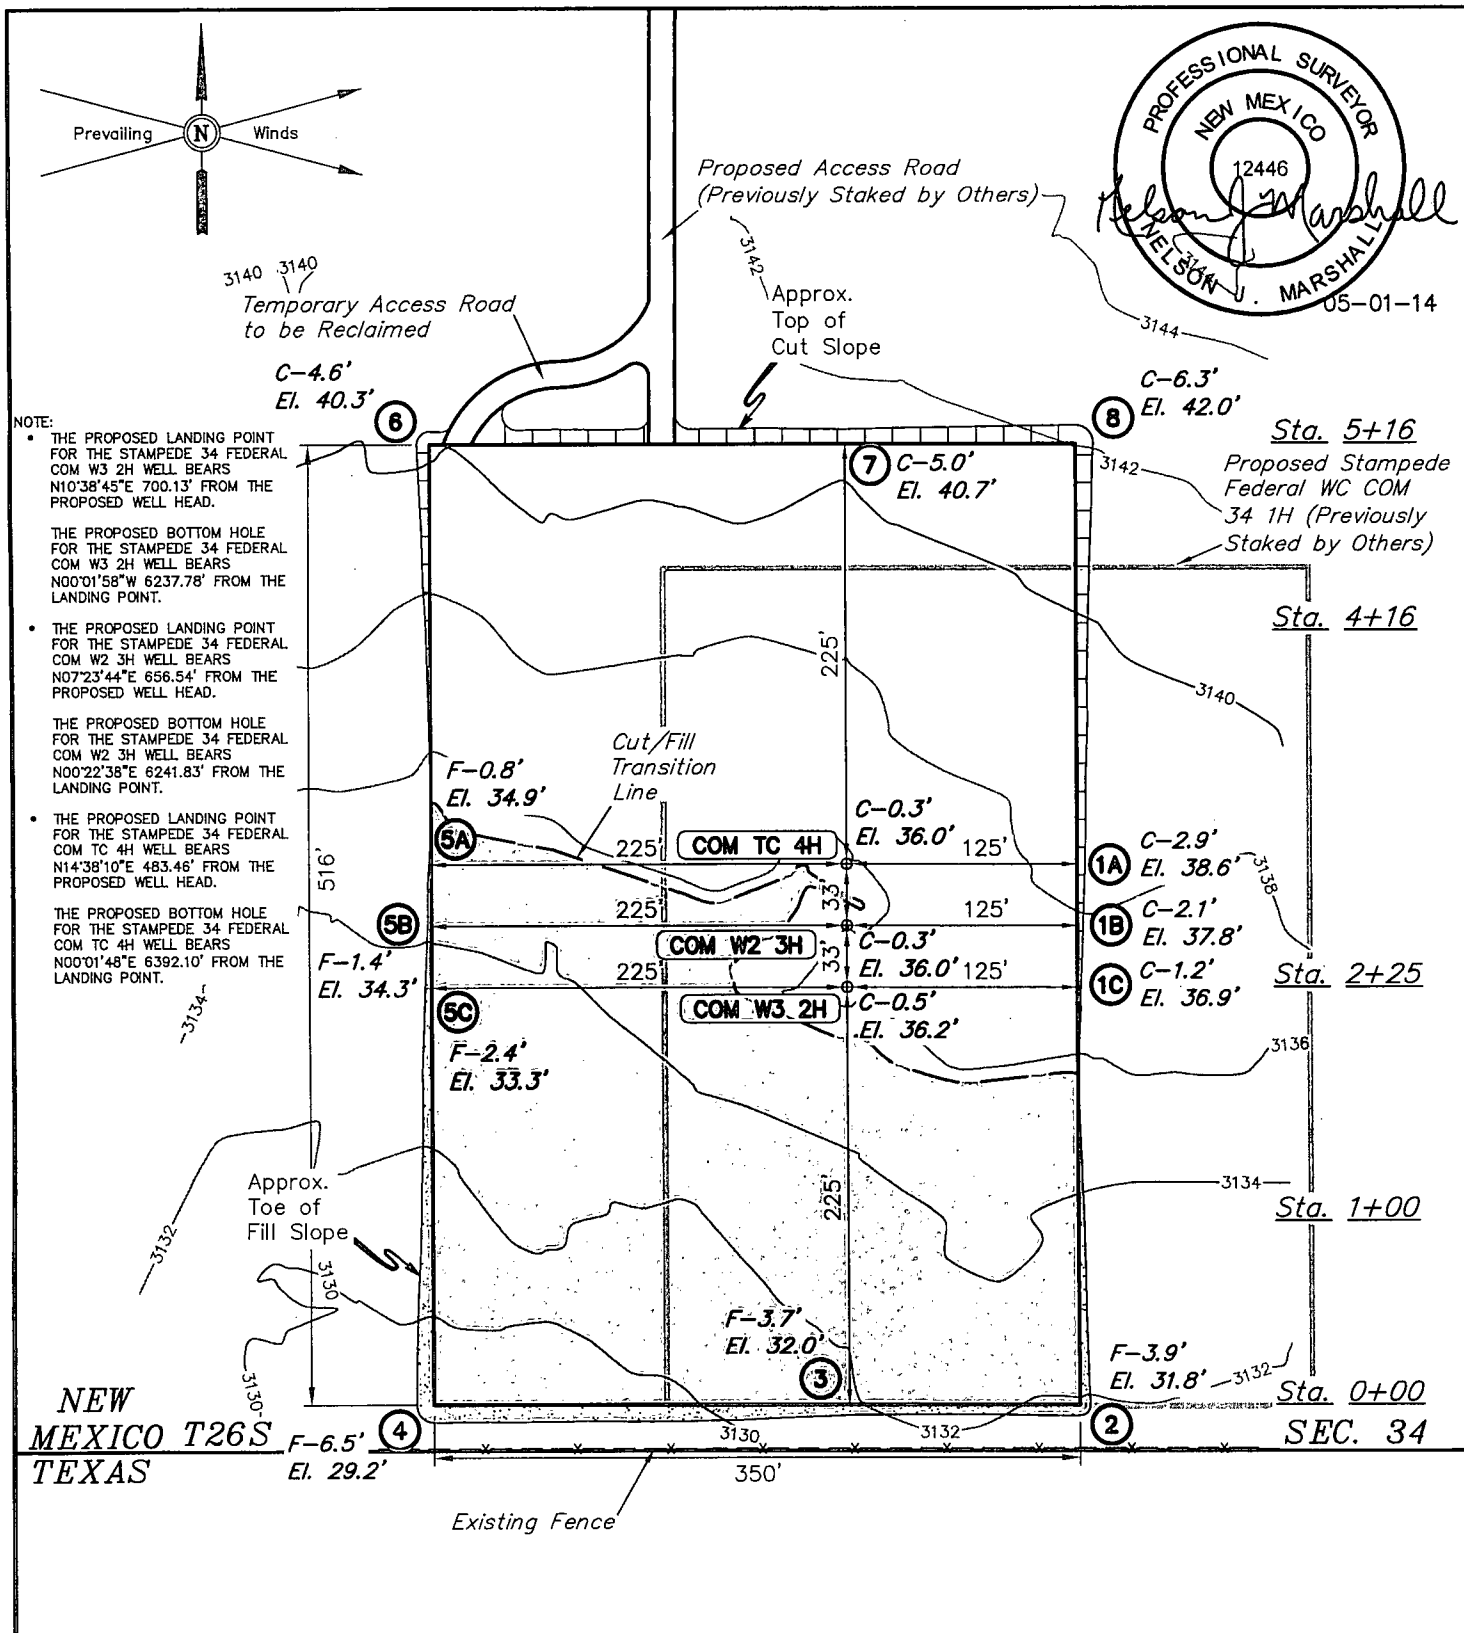 Prevailing N Winds
PROFESSIONAL SURVEYOR
NEW MEXICO
12446
Nelson J Marshall
NELSON J. MARSHALL
05-01-14
Proposed Access Road
(Previously Staked by Others)
3142
3144
3144
3140 3140
Temporary Access Road
to be Reclaimed
Approx.
Top of
Cut Slope
C-4.6'
El. 40.3'
6
C-6.3'
El. 42.0'
8
Sta. 5+16
7
C-5.0'
El. 40.7'
3142
Proposed Stampede
Federal WC COM
34 1H (Previously
Staked by Others)
NOTE:
• THE PROPOSED LANDING POINT
FOR THE STAMPEDE 34 FEDERAL
COM W3 2H WELL BEARS
N10°38'45"E 700.13' FROM THE
PROPOSED WELL HEAD.
THE PROPOSED BOTTOM HOLE
FOR THE STAMPEDE 34 FEDERAL
COM W3 2H WELL BEARS
N00°01'58"W 6237.78' FROM THE
LANDING POINT.
• THE PROPOSED LANDING POINT
FOR THE STAMPEDE 34 FEDERAL
COM W2 3H WELL BEARS
N07°23'44"E 656.54' FROM THE
PROPOSED WELL HEAD.
THE PROPOSED BOTTOM HOLE
FOR THE STAMPEDE 34 FEDERAL
COM W2 3H WELL BEARS
N00°22'38"E 6241.83' FROM THE
LANDING POINT.
• THE PROPOSED LANDING POINT
FOR THE STAMPEDE 34 FEDERAL
COM TC 4H WELL BEARS
N14°38'10"E 483.46' FROM THE
PROPOSED WELL HEAD.
THE PROPOSED BOTTOM HOLE
FOR THE STAMPEDE 34 FEDERAL
COM TC 4H WELL BEARS
N00°01'48"E 6392.10' FROM THE
LANDING POINT.
Sta. 4+16
225'
3140
Cut/Fill
Transition
Line
F-0.8'
El. 34.9'
5A
225'
COM TC 4H
C-0.3'
El. 36.0'
125'
1A
C-2.9'
El. 38.6'
3138
516'
33'
5B
225'
COM W2 3H
125'
1B
C-2.1'
El. 37.8'
F-1.4'
El. 34.3'
C-0.3'
El. 36.0'
33'
5C
225'
COM W3 2H
125'
1C
C-1.2'
El. 36.9'
Sta. 2+25
C-0.5'
El. 36.2'
3134
F-2.4'
El. 33.3'
3136
Approx.
Toe of
Fill Slope
225'
3134
Sta. 1+00
3132
3130
F-3.7'
El. 32.0'
3
F-3.9'
El. 31.8'
3132
Sta. 0+00
3130
NEW
MEXICO T26S
4
F-6.5'
El. 29.2'
3130
3132
2
SEC. 34
TEXAS
350'
Existing Fence